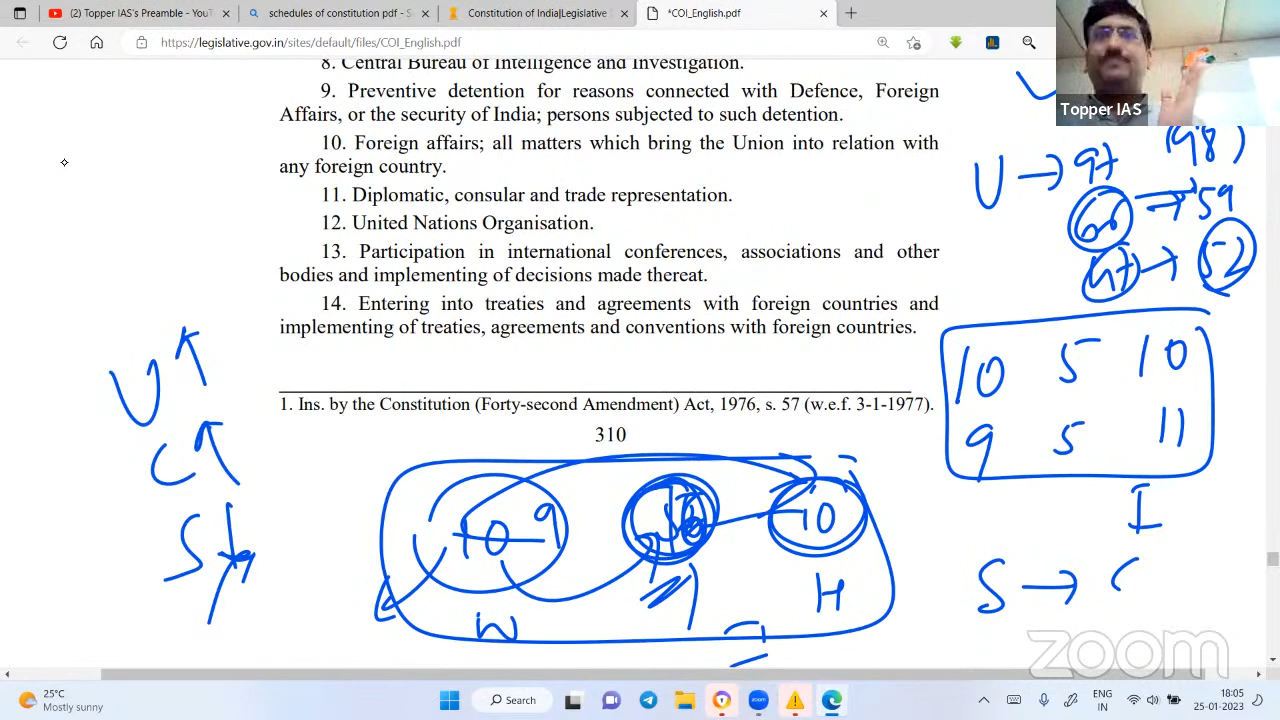 (2) Topper IAS's Preamble - YouT
schedules of constitution pdf - S
Constitution of India|Legislative
*COI_English.pdf
https://legislative.gov.in/sites/default/files/COI_English.pdf
Topper IAS
8. Central Bureau of Intelligence and Investigation.
9. Preventive detention for reasons connected with Defence, Foreign
Affairs, or the security of India; persons subjected to such detention.
10. Foreign affairs; all matters which bring the Union into relation with
any foreign country.
11. Diplomatic, consular and trade representation.
12. United Nations Organisation.
13. Participation in international conferences, associations and other
bodies and implementing of decisions made thereat.
14. Entering into treaties and agreements with foreign countries and
implementing of treaties, agreements and conventions with foreign countries.
1. Ins. by the Constitution (Forty-second Amendment) Act, 1976, s. 57 (w.e.f. 3-1-1977).
310
(98)
U → 97
66 → 59
47 → 52
10 5 10
9 5 11
I
S → C
U ↑
C ↑
S ↓
10 9
10
W
H
zoom
25°C
Mostly sunny
Search
ENG
IN
18:05
25-01-2023